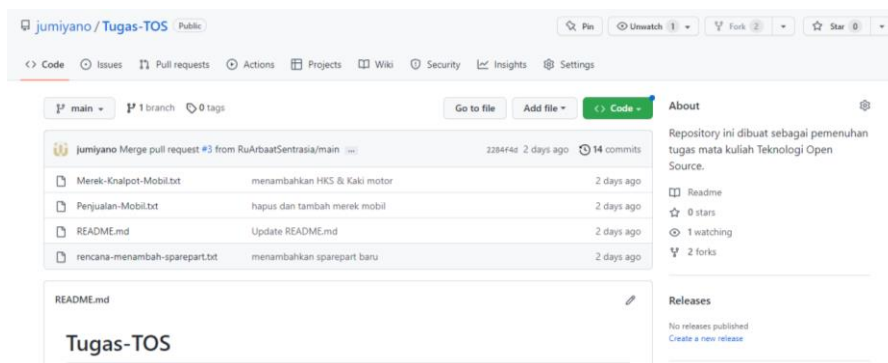 jumiyano / Tugas-TOS Public
Pin Unwatch 1 Fork 2 Star 0
Code Issues Pull requests Actions Projects Wiki Security Insights Settings
main 1 branch 0 tags Go to file Add file Code
jumiyano Merge pull request #3 from RuArbaatSentrasia/main ... 2284f4d 2 days ago 14 commits
Merek-Knalpot-Mobil.txt menambahkan HKS & Kaki motor 2 days ago
Penjualan-Mobil.txt hapus dan tambah merek mobil 2 days ago
README.md Update README.md 2 days ago
rencana-menambah-sparepart.txt menambahkan sparepart baru 2 days ago
README.md
Tugas-TOS
About
Repository ini dibuat sebagai pemenuhan
tugas mata kuliah Teknologi Open
Source.
Readme
0 stars
1 watching
2 forks
Releases
No releases published
Create a new release